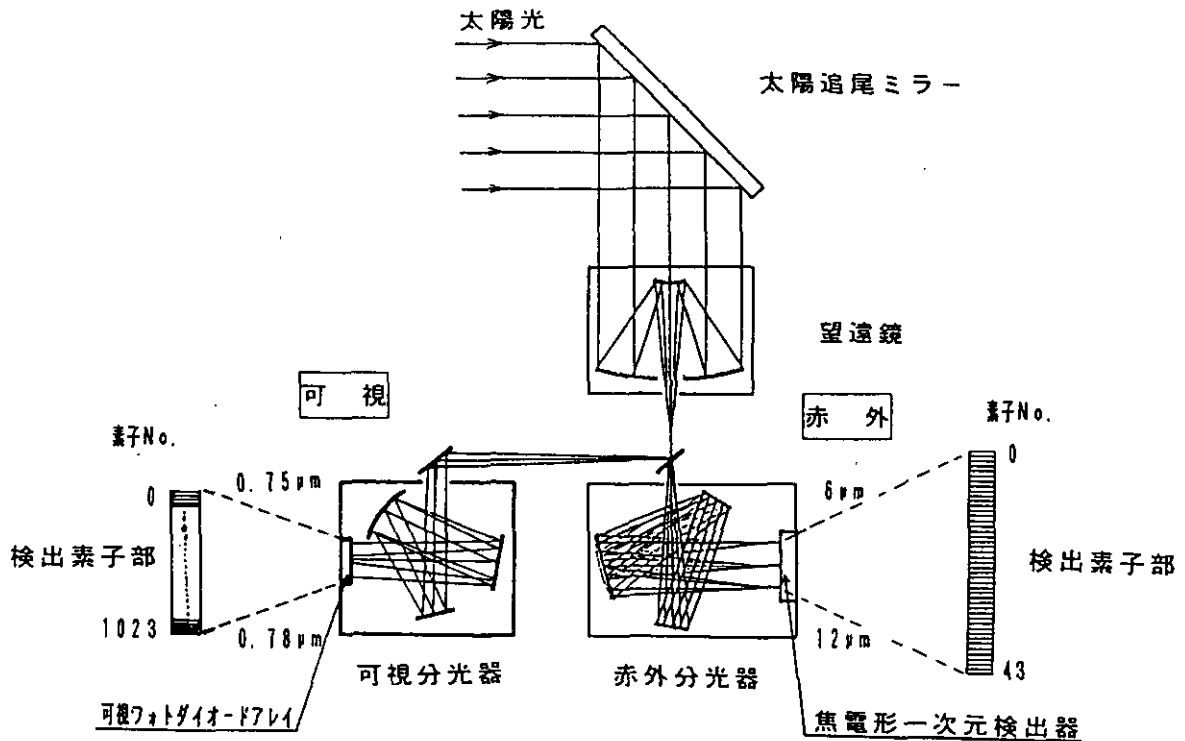 太陽光
太陽追尾ミラー
望遠鏡
可 視
赤 外
素子No.
素子No.
0
0.75μm
6μm
0
検出素子部
検出素子部
1023
0.78μm
12μm
43
可視分光器
赤外分光器
可視フォトダイオードアレイ
焦電形一次元検出器